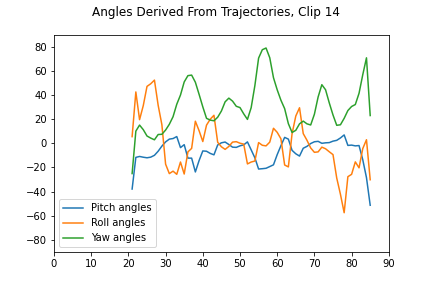 Angles Derived From Trajectories, Clip 14
80
60
40
20
0
−20
−40
−60
−80
Pitch angles
Roll angles
Yaw angles
0 10 20 30 40 50 60 70 80 90